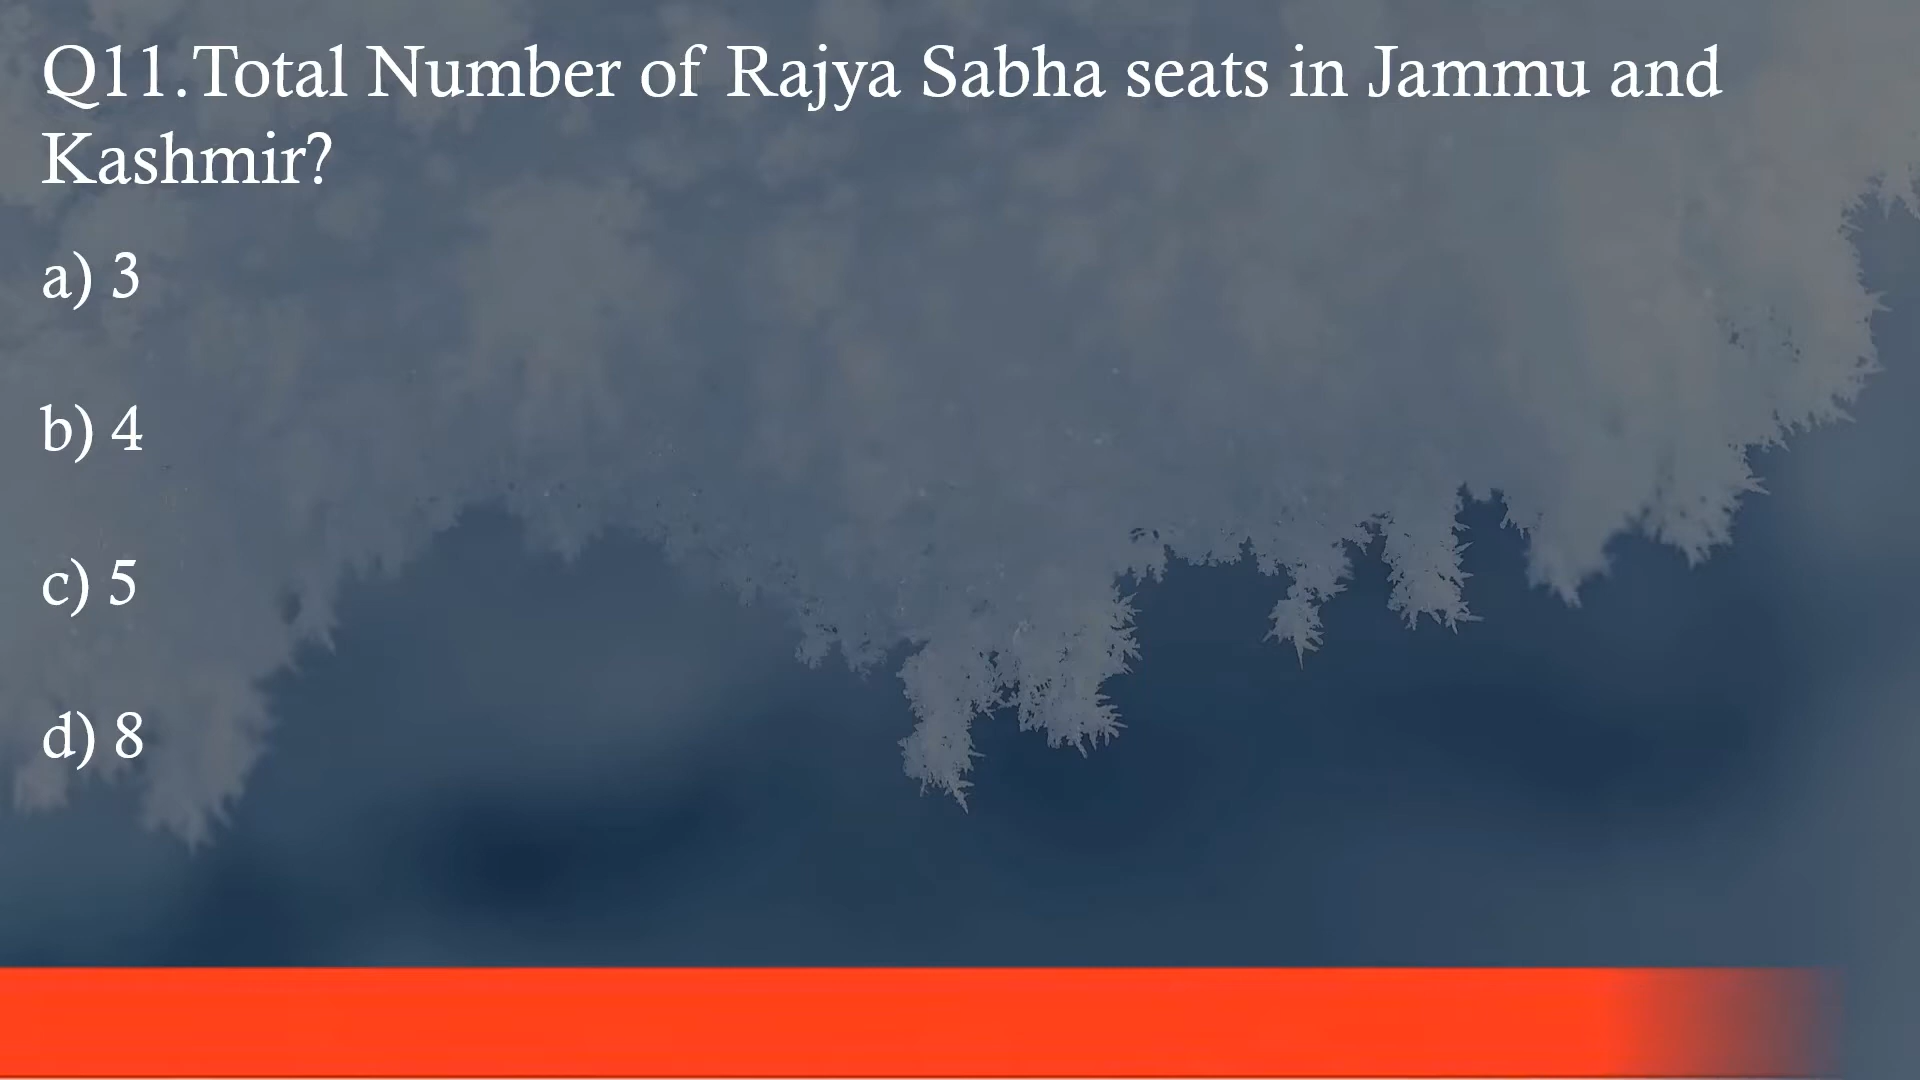 Q11.Total Number of Rajya Sabha seats in Jammu and
Kashmir?
a) 3
b) 4
c) 5
d) 8